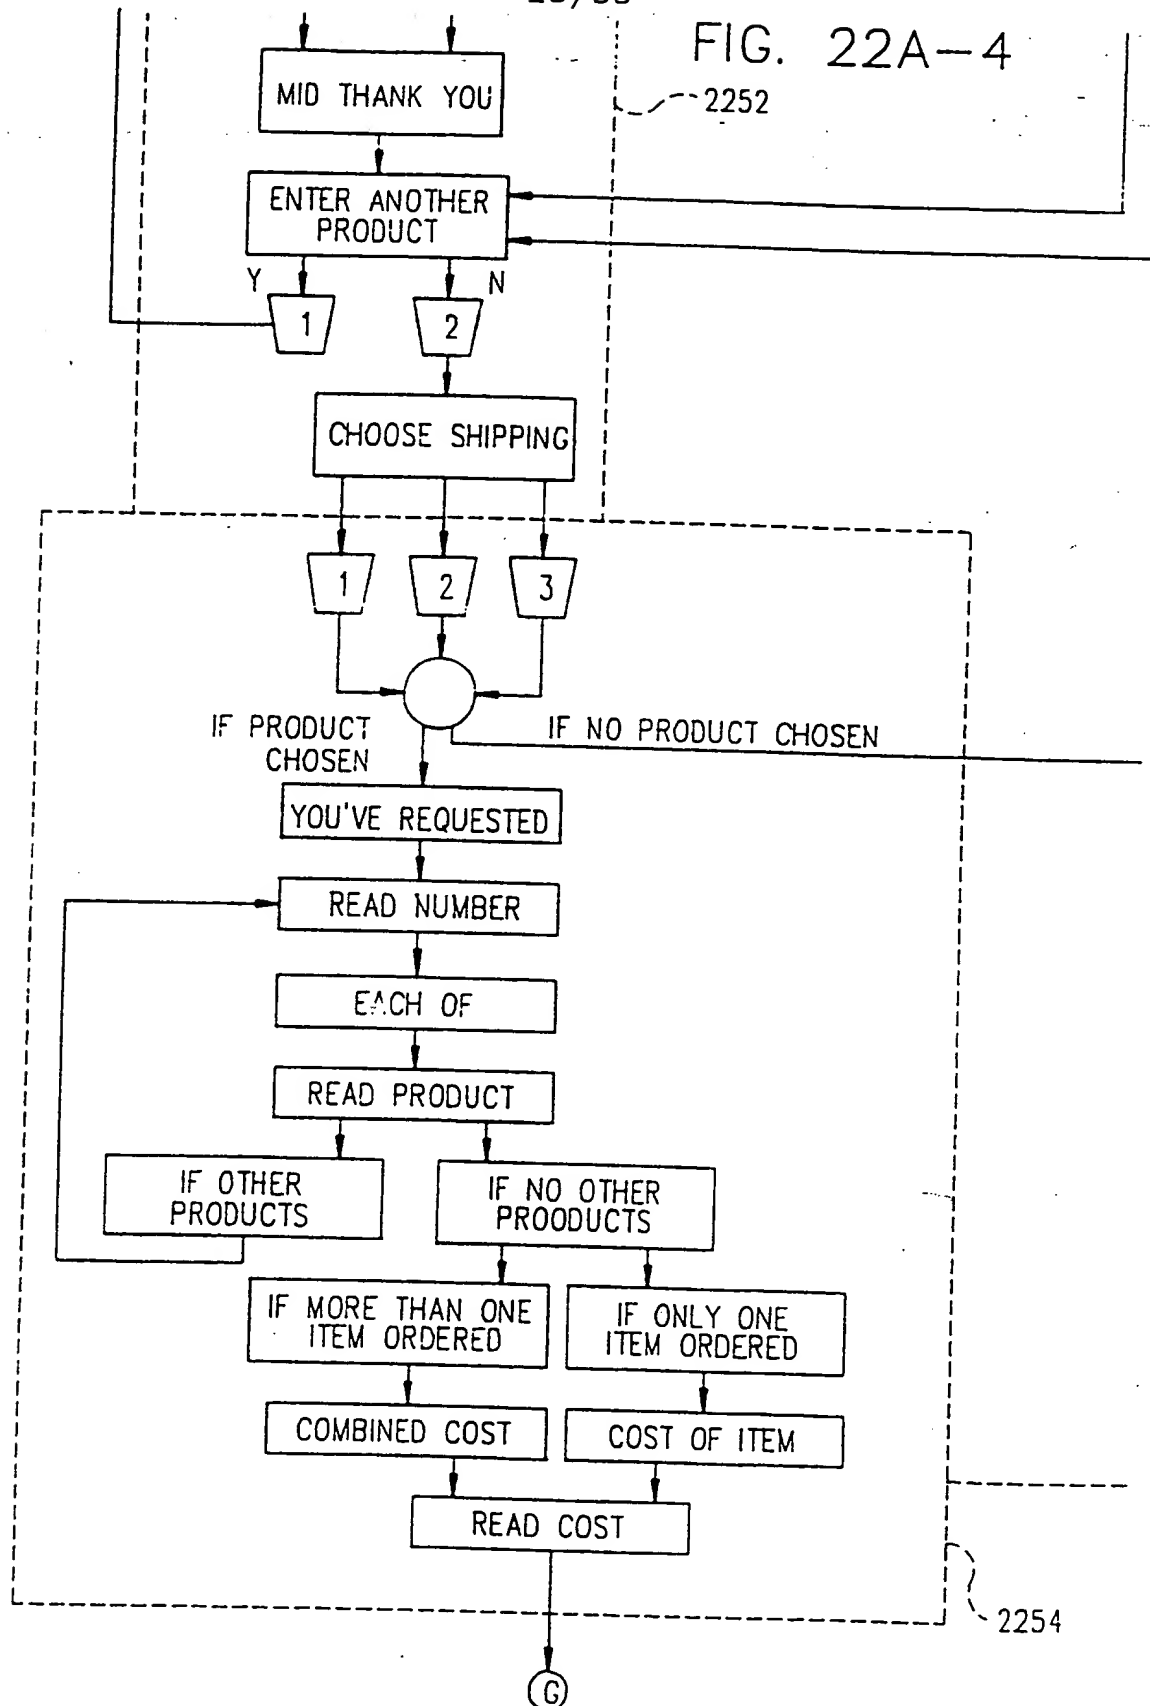 FIG. 22A-4
MID THANK YOU
2252
ENTER ANOTHER
PRODUCT
Y
N
1
2
CHOOSE SHIPPING
1
2
3
IF PRODUCT
CHOSEN
IF NO PRODUCT CHOSEN
YOU'VE REQUESTED
READ NUMBER
EACH OF
READ PRODUCT
IF OTHER
PRODUCTS
IF NO OTHER
PROODUCTS
IF MORE THAN ONE
ITEM ORDERED
IF ONLY ONE
ITEM ORDERED
COMBINED COST
COST OF ITEM
READ COST
2254
G